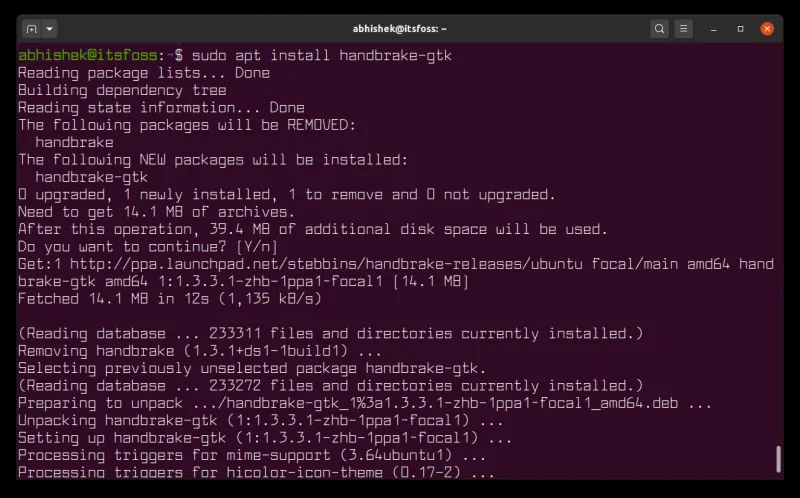 abhishek@itsfoss: ~
abhishek@itsfoss:~$ sudo apt install handbrake-gtk
Reading package lists... Done
Building dependency tree
Reading state information... Done
The following packages will be REMOVED:
  handbrake
The following NEW packages will be installed:
  handbrake-gtk
0 upgraded, 1 newly installed, 1 to remove and 0 not upgraded.
Need to get 14.1 MB of archives.
After this operation, 39.4 MB of additional disk space will be used.
Do you want to continue? [Y/n]
Get:1 http://ppa.launchpad.net/stebbins/handbrake-releases/ubuntu focal/main amd64 hand
brake-gtk amd64 1:1.3.3.1-zhb-1ppa1~focal1 [14.1 MB]
Fetched 14.1 MB in 12s (1,135 kB/s)

(Reading database ... 233311 files and directories currently installed.)
Removing handbrake (1.3.1+ds1-1build1) ...
Selecting previously unselected package handbrake-gtk.
(Reading database ... 233272 files and directories currently installed.)
Preparing to unpack .../handbrake-gtk_1%3a1.3.3.1-zhb-1ppa1~focal1_amd64.deb ...
Unpacking handbrake-gtk (1:1.3.3.1-zhb-1ppa1~focal1) ...
Setting up handbrake-gtk (1:1.3.3.1-zhb-1ppa1~focal1) ...
Processing triggers for mime-support (3.64ubuntu1) ...
Processing triggers for hicolor-icon-theme (0.17-2) ...